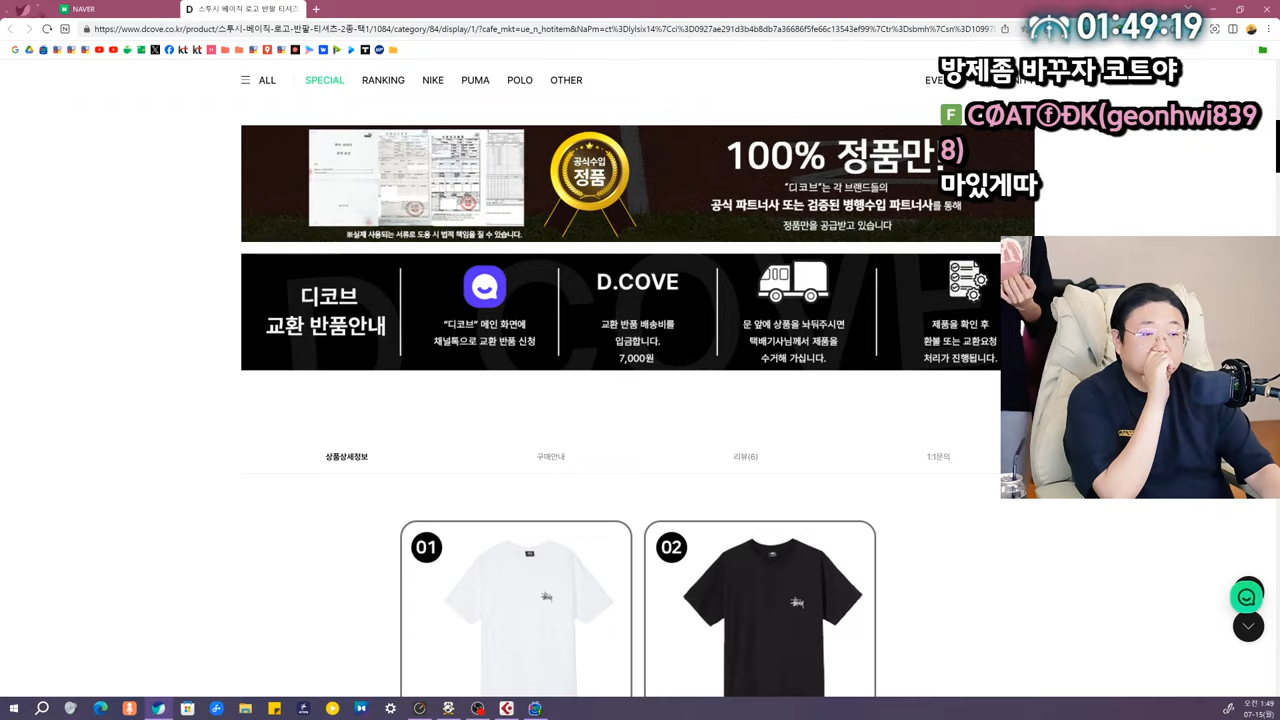 NAVER
D 스투시 베이직 로고 반팔 티셔츠
01:49:19
https://www.dcove.co.kr/product/스투시-베이직-로고-반팔-티셔츠-2종-택1/1084/category/84/display/1/?cafe_mkt=ue_n_hotitem&NaPm=ct%3Dlylsix14%7Cci%3D0927ae291d3b4b8db7a36686f5fe66c13543ef99%7Ctr%3Dsbmh%7Csn%3D10997
방제좀 바꾸자 코트야
ALL
SPECIAL
RANKING
NIKE
PUMA
POLO
OTHER
F CØATⓕÐK(geonhwi839
8)
마있게따
공식수입
정품
100% 정품만
"디코브"는 각 브랜드들의
공식 파트너사 또는 검증된 병행수입 파트너사를 통해
정품만을 공급받고 있습니다
※실제 사용되는 서류로 도용 시 법적 책임을 질 수 있습니다.
디코브
교환 반품안내
"디코브" 메인 화면에
채널톡으로 교환 반품 신청
D.COVE
교환 반품 배송비를
입금합니다.
7,000원
문 앞에 상품을 놔둬주시면
택배기사님께서 제품을
수거해 가십니다.
제품을 확인 후
환불 또는 교환요청
처리가 진행됩니다.
상품상세정보
구매안내
리뷰(6)
1:1문의
01
02
오전 1:49
07-15(월)